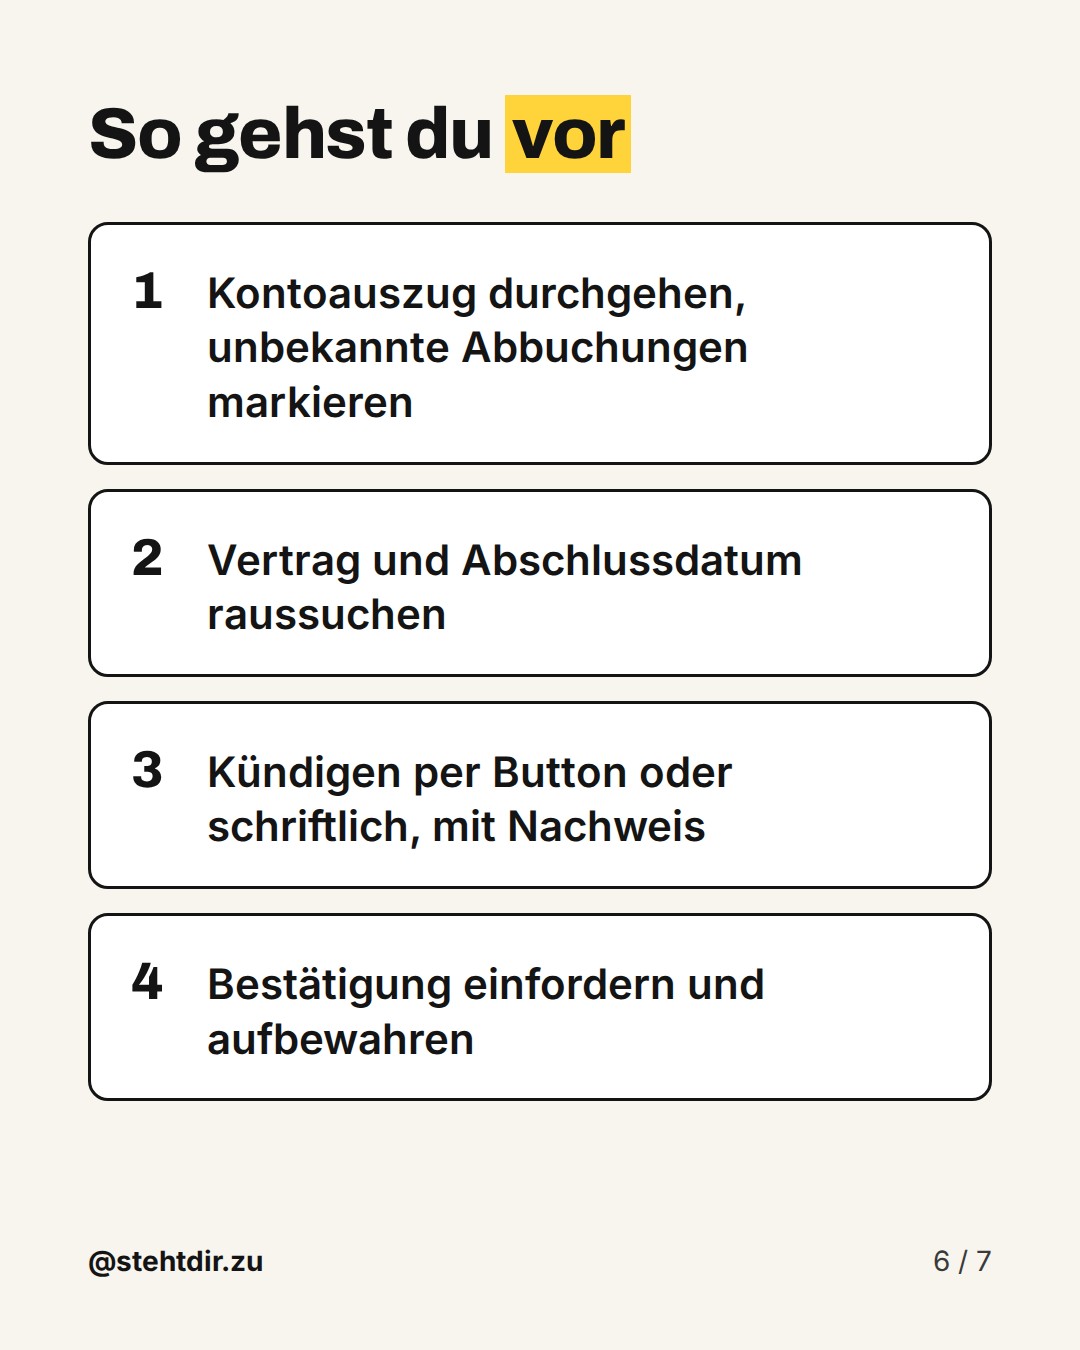 So gehst du vor
1 Kontoauszug durchgehen,
unbekannte Abbuchungen
markieren
2 Vertrag und Abschlussdatum
raussuchen
3 Kündigen per Button oder
schriftlich, mit Nachweis
4 Bestätigung einfordern und
aufbewahren
@stehtdir.zu
6 / 7